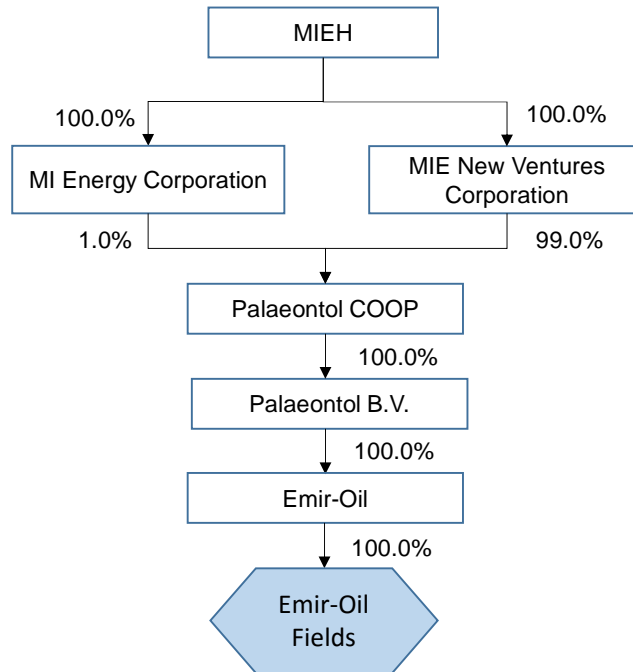 MIEH
100.0%
100.0%
MI Energy Corporation
MIE New Ventures
Corporation
1.0%
99.0%
Palaeontol COOP
100.0%
Palaeontol B.V.
100.0%
Emir-Oil
100.0%
Emir-Oil
Fields